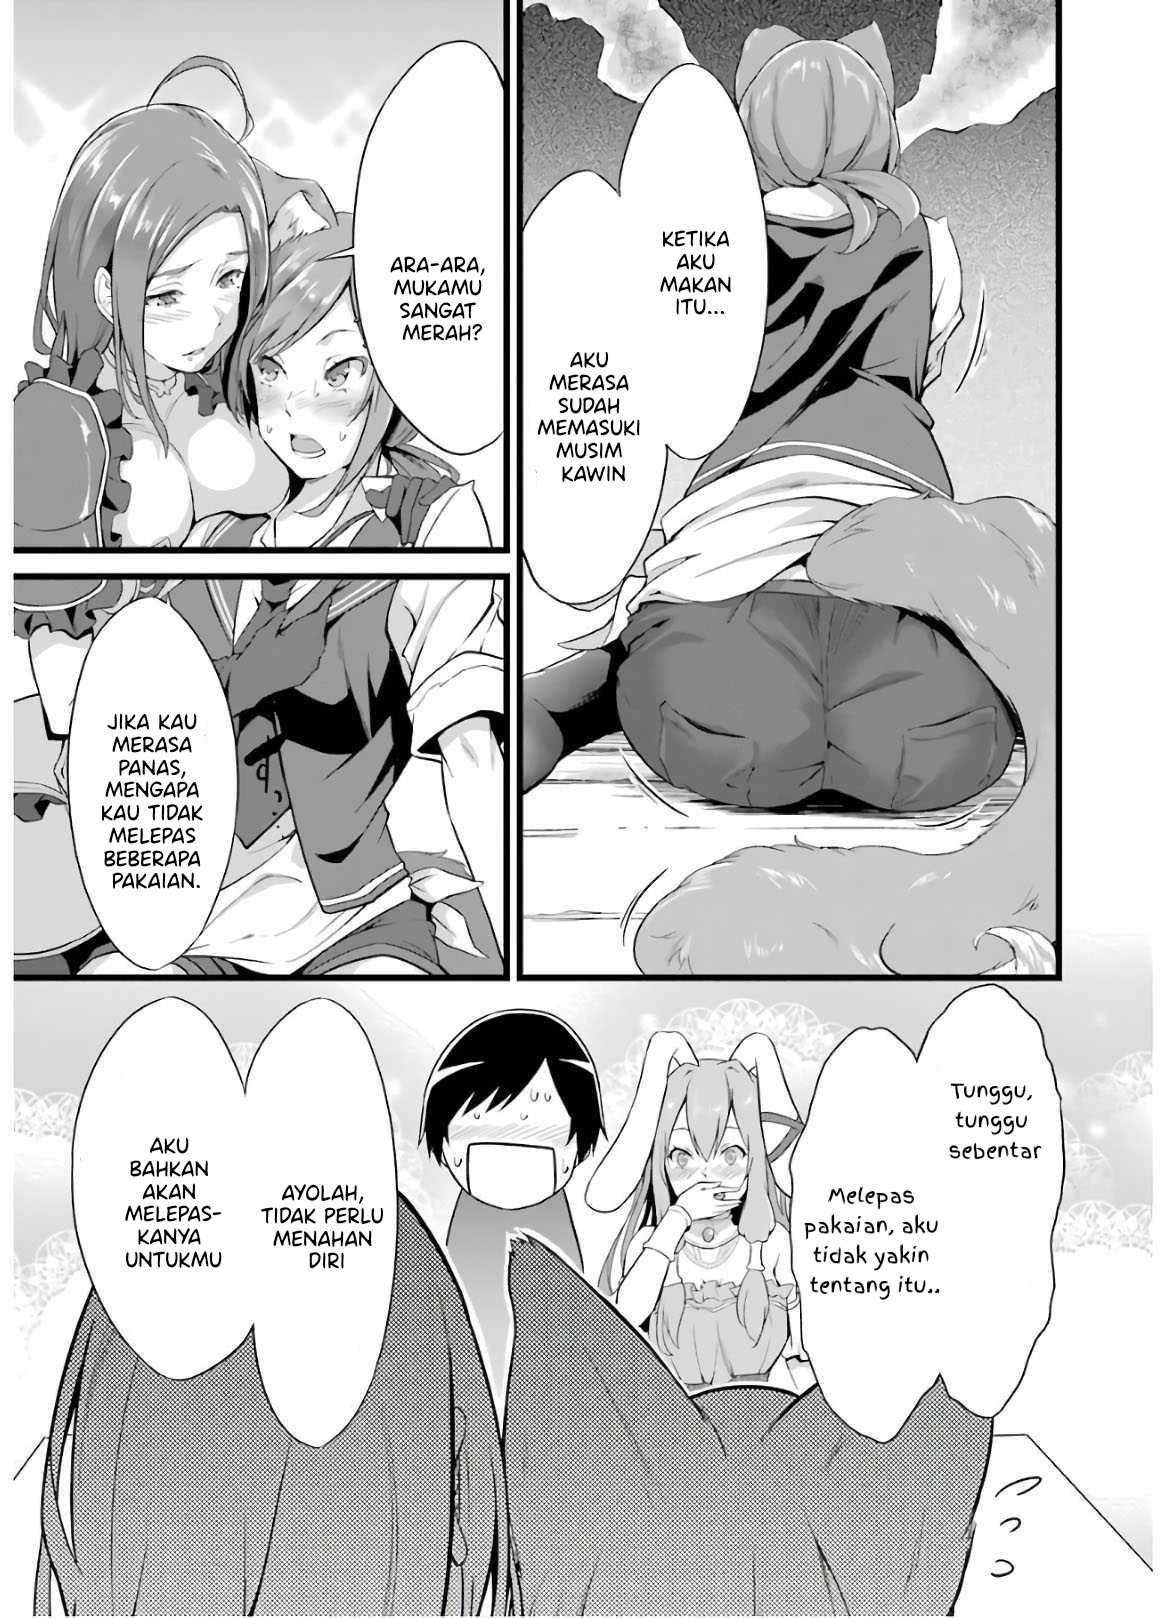 KETIKA
AKU
MAKAN
ITU...
AKU
MERASA
SUDAH
MEMASUKI
MUSIM
KAWIN
ARA-ARA,
MUKAMU
SANGAT
MERAH?
JIKA KAU
MERASA
PANAS,
MENGAPA
KAU TIDAK
MELEPAS
BEBERAPA
PAKAIAN.
Tunggu,
tunggu
sebentar
Melepas
pakaian, aku
tidak yakin
tentang itu..
AYOLAH,
TIDAK PERLU
MENAHAN
DIRI
AKU
BAHKAN
AKAN
MELEPAS-
KANYA
UNTUKMU